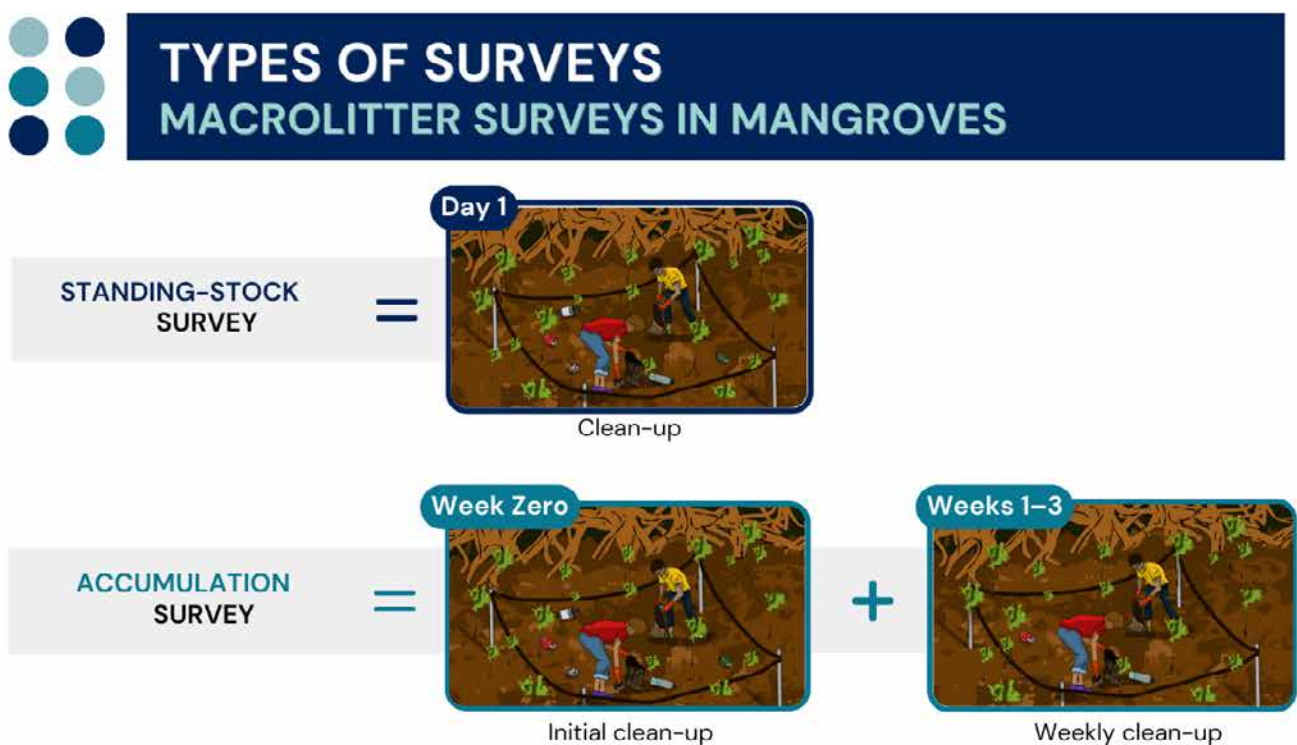 TYPES OF SURVEYS
MACROLITTER SURVEYS IN MANGROVES
Day 1
STANDING-STOCK
SURVEY
=
Clean-up
Week Zero
Weeks 1–3
ACCUMULATION
SURVEY
=
+
Initial clean-up
Weekly clean-up